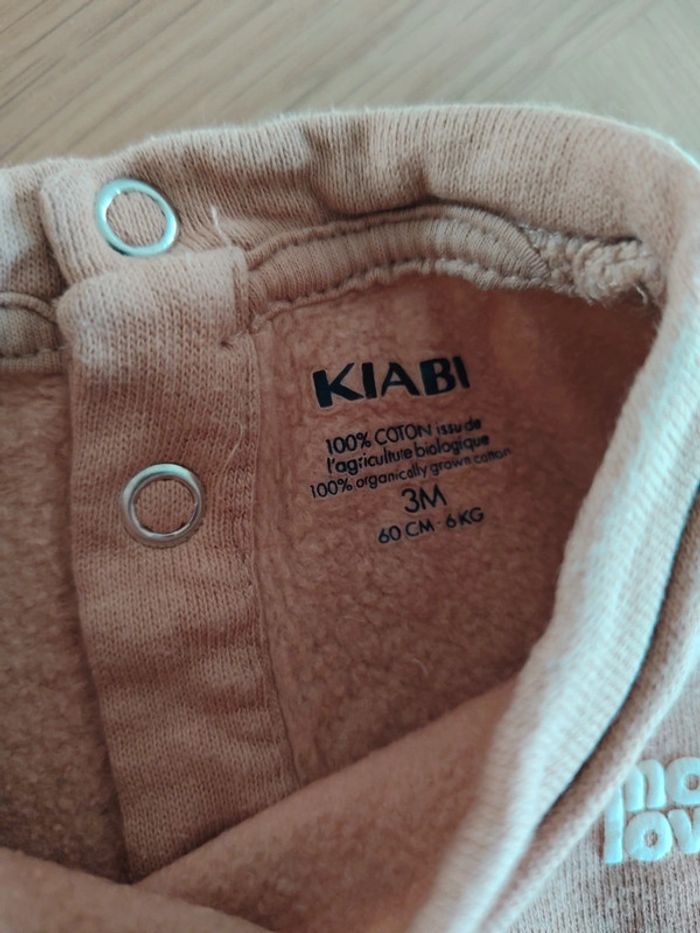 KIABI
100% COTON issu de
l'agriculture biologique
100% organically grown cotton
3M
60 CM - 6 KG